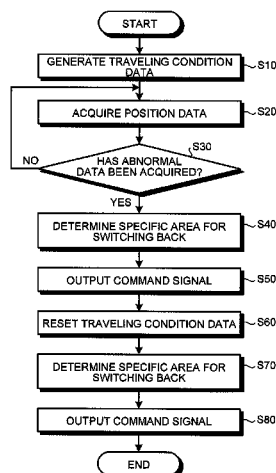 START
GENERATE TRAVELING CONDITION
DATA
S10
ACQUIRE POSITION DATA
S20
S30
HAS ABNORMAL
DATA BEEN ACQUIRED?
NO
YES
DETERMINE SPECIFIC AREA FOR
SWITCHING BACK
S40
OUTPUT COMMAND SIGNAL
S50
RESET TRAVELING CONDITION DATA
S60
DETERMINE SPECIFIC AREA FOR
SWITCHING BACK
S70
OUTPUT COMMAND SIGNAL
S80
END